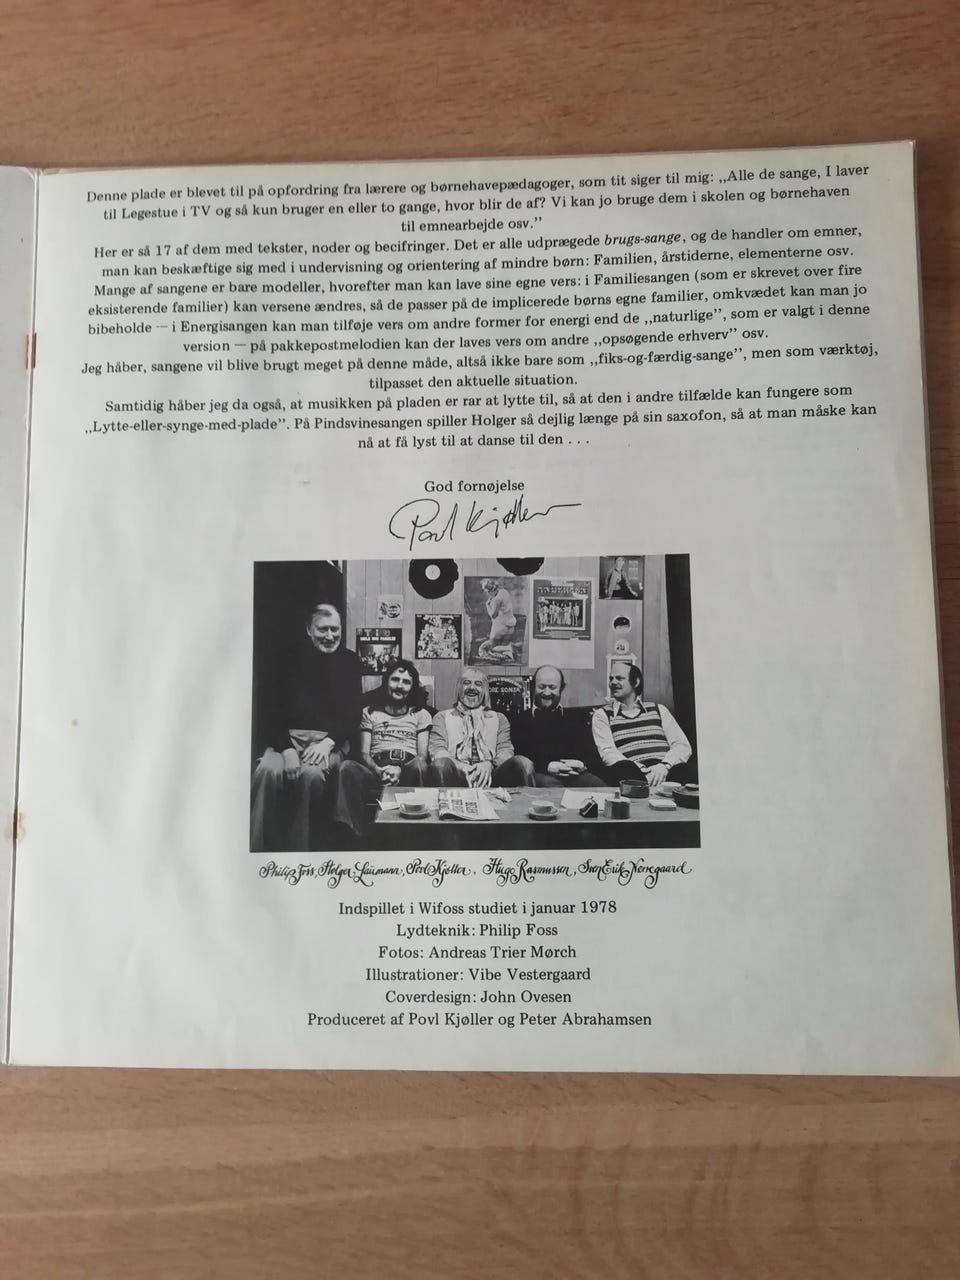 Denne plade er blevet til på opfordring fra lærere og børnehavepædagoger, som tit siger til mig: „Alle de sange, I laver
til Legestue i TV og så kun bruger en eller to gange, hvor blir de af? Vi kan jo bruge dem i skolen og børnehaven
til emnearbejde osv.”
Her er så 17 af dem med tekster, noder og becifringer. Det er alle udprægede brugs-sange, og de handler om emner,
man kan beskæftige sig med i undervisning og orientering af mindre børn: Familien, årstiderne, elementerne osv.
Mange af sangene er bare modeller, hvorefter man kan lave sine egne vers: i Familiesangen (som er skrevet over fire
eksisterende familier) kan versene ændres, så de passer på de implicerede børns egne familier, omkvædet kan man jo
bibeholde — i Energisangen kan man tilføje vers om andre former for energi end de „naturlige”, som er valgt i denne
version — på pakkepostmelodien kan der laves vers om andre „opsøgende erhverv” osv.
Jeg håber, sangene vil blive brugt meget på denne måde, altså ikke bare som „fiks-og-færdig-sange”, men som værktøj,
tilpasset den aktuelle situation.
Samtidig håber jeg da også, at musikken på pladen er rar at lytte til, så at den i andre tilfælde kan fungere som
„Lytte-eller-synge-med-plade”. På Pindsvinesangen spiller Holger så dejlig længe på sin saxofon, så at man måske kan
nå at få lyst til at danse til den . . .
God fornøjelse
Povl Kjøller
Philip Foss, Holger Laumann, Povl Kjøller, Hugo Rasmussen, Sven Erik Nørregaard
Indspillet i Wifoss studiet i januar 1978
Lydteknik: Philip Foss
Fotos: Andreas Trier Mørch
Illustrationer: Vibe Vestergaard
Coverdesign: John Ovesen
Produceret af Povl Kjøller og Peter Abrahamsen